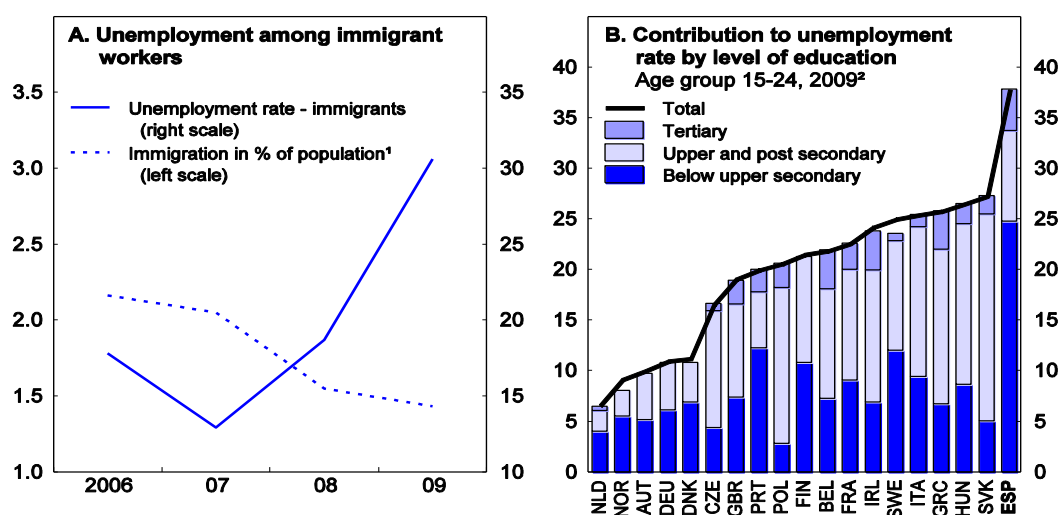 A. Unemployment among immigrant
workers
Unemployment rate - immigrants
(right scale)
Immigration in % of population¹
(left scale)
3.5
3.0
2.5
2.0
1.5
1.0
35
30
25
20
15
10
2006 07 08 09
B. Contribution to unemployment
rate by level of education
Age group 15-24, 2009²
Total
Tertiary
Upper and post secondary
Below upper secondary
40
35
30
25
20
15
10
5
0
40
35
30
25
20
15
10
5
0
NLD
NOR
AUT
DEU
DNK
CZE
GBR
PRT
POL
FIN
BEL
FRA
IRL
SWE
ITA
GRC
HUN
SVK
ESP